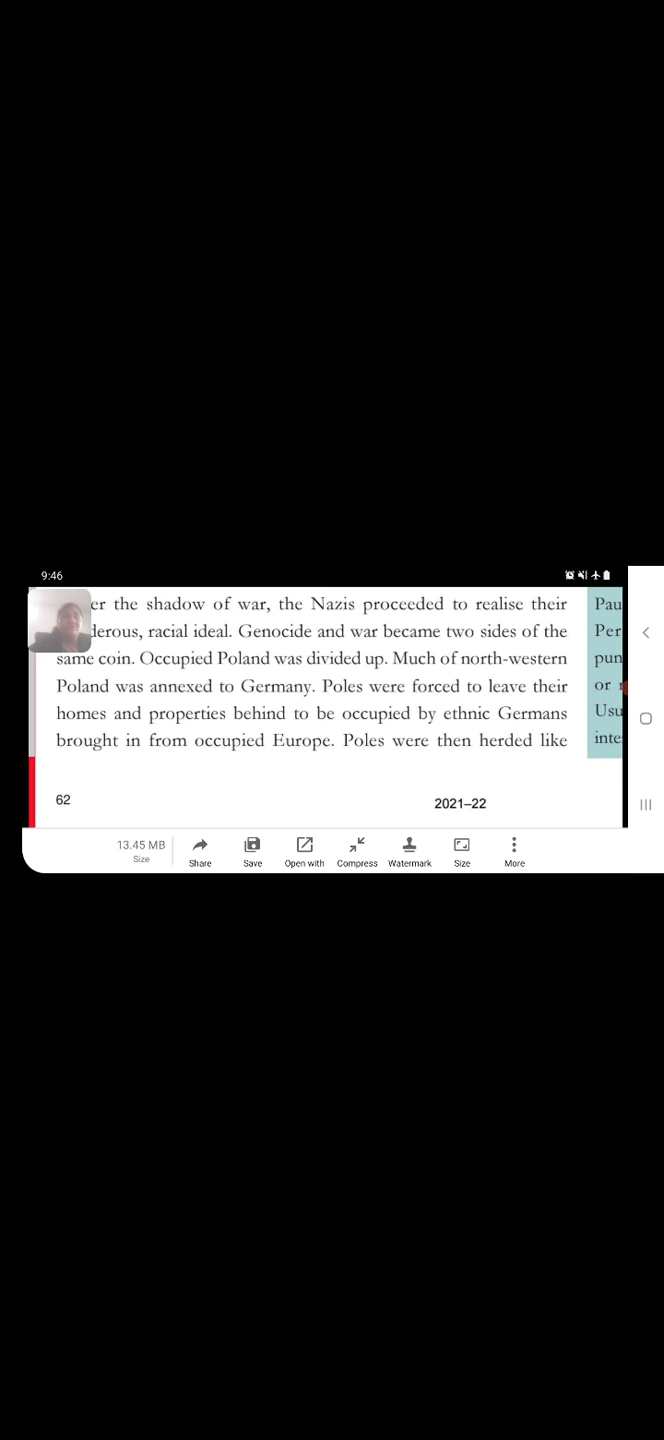 9:46
er the shadow of war, the Nazis proceeded to realise their
derous, racial ideal. Genocide and war became two sides of the
same coin. Occupied Poland was divided up. Much of north-western
Poland was annexed to Germany. Poles were forced to leave their
homes and properties behind to be occupied by ethnic Germans
brought in from occupied Europe. Poles were then herded like
Pau
Per
pun
or
Usu
inte
62
2021–22
13.45 MB
Size
Share
Save
Open with
Compress
Watermark
Size
More